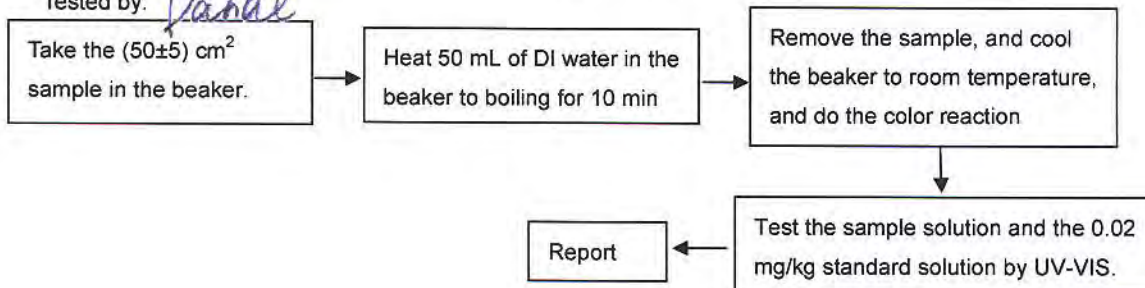 Tested by:
Take the (50±5) cm²
sample in the beaker.
Heat 50 mL of DI water in the
beaker to boiling for 10 min
Remove the sample, and cool
the beaker to room temperature,
and do the color reaction
Test the sample solution and the 0.02
mg/kg standard solution by UV-VIS.
Report